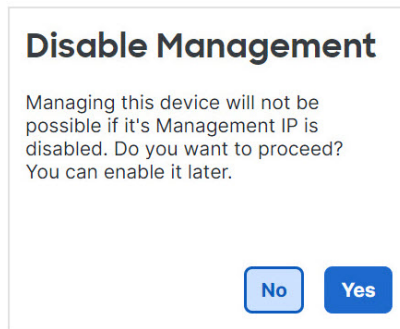 Disable Management
Managing this device will not be
possible if it's Management IP is
disabled. Do you want to proceed?
You can enable it later.
No
Yes